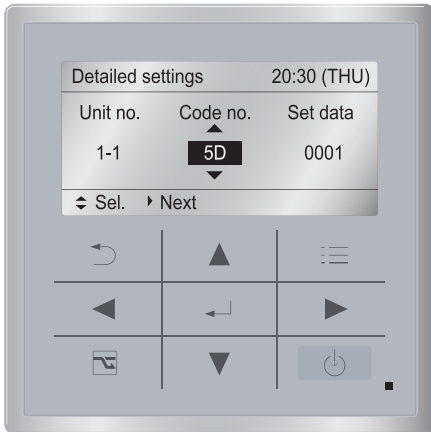 Detailed settings 20:30 (THU)
Unit no. Code no. Set data
1-1 5D 0001
Sel. Next